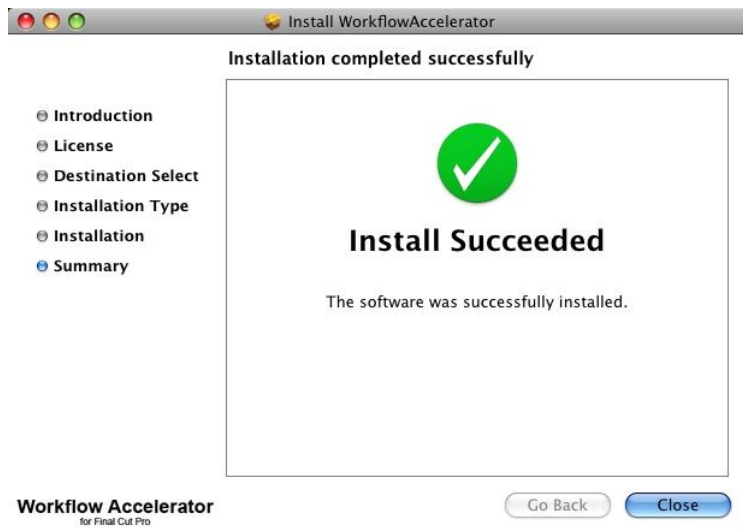 Install WorkflowAccelerator
Installation completed successfully
Introduction
License
Destination Select
Installation Type
Installation
Summary
Install Succeeded
The software was successfully installed.
Workflow Accelerator
for Final Cut Pro
Go Back
Close